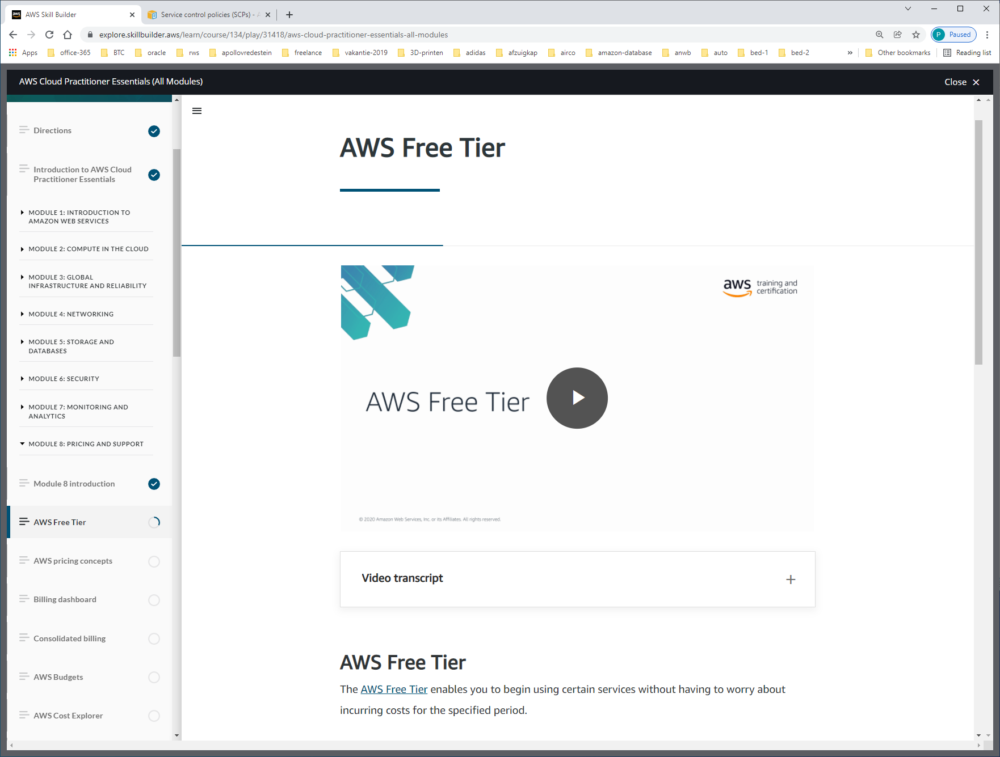 AWS Skill Builder
Service control policies (SCPs) - A
explore.skillbuilder.aws/learn/course/134/play/31418/aws-cloud-practitioner-essentials-all-modules
P Paused
Apps office-365 BTC oracle rws apollovredestein freelance vakantie-2019 3D-printen adidas afzuigkap airco amazon-database anwb auto bed-1 bed-2 » Other bookmarks Reading list
AWS Cloud Practitioner Essentials (All Modules)
Close
Directions
Introduction to AWS Cloud
Practitioner Essentials
MODULE 1: INTRODUCTION TO
AMAZON WEB SERVICES
MODULE 2: COMPUTE IN THE CLOUD
MODULE 3: GLOBAL
INFRASTRUCTURE AND RELIABILITY
MODULE 4: NETWORKING
MODULE 5: STORAGE AND
DATABASES
MODULE 6: SECURITY
MODULE 7: MONITORING AND
ANALYTICS
MODULE 8: PRICING AND SUPPORT
Module 8 introduction
AWS Free Tier
AWS pricing concepts
Billing dashboard
Consolidated billing
AWS Budgets
AWS Cost Explorer
AWS Free Tier
aws training and
certification
AWS Free Tier
© 2020 Amazon Web Services, Inc. or its Affiliates. All rights reserved.
Video transcript
AWS Free Tier
The AWS Free Tier enables you to begin using certain services without having to worry about
incurring costs for the specified period.